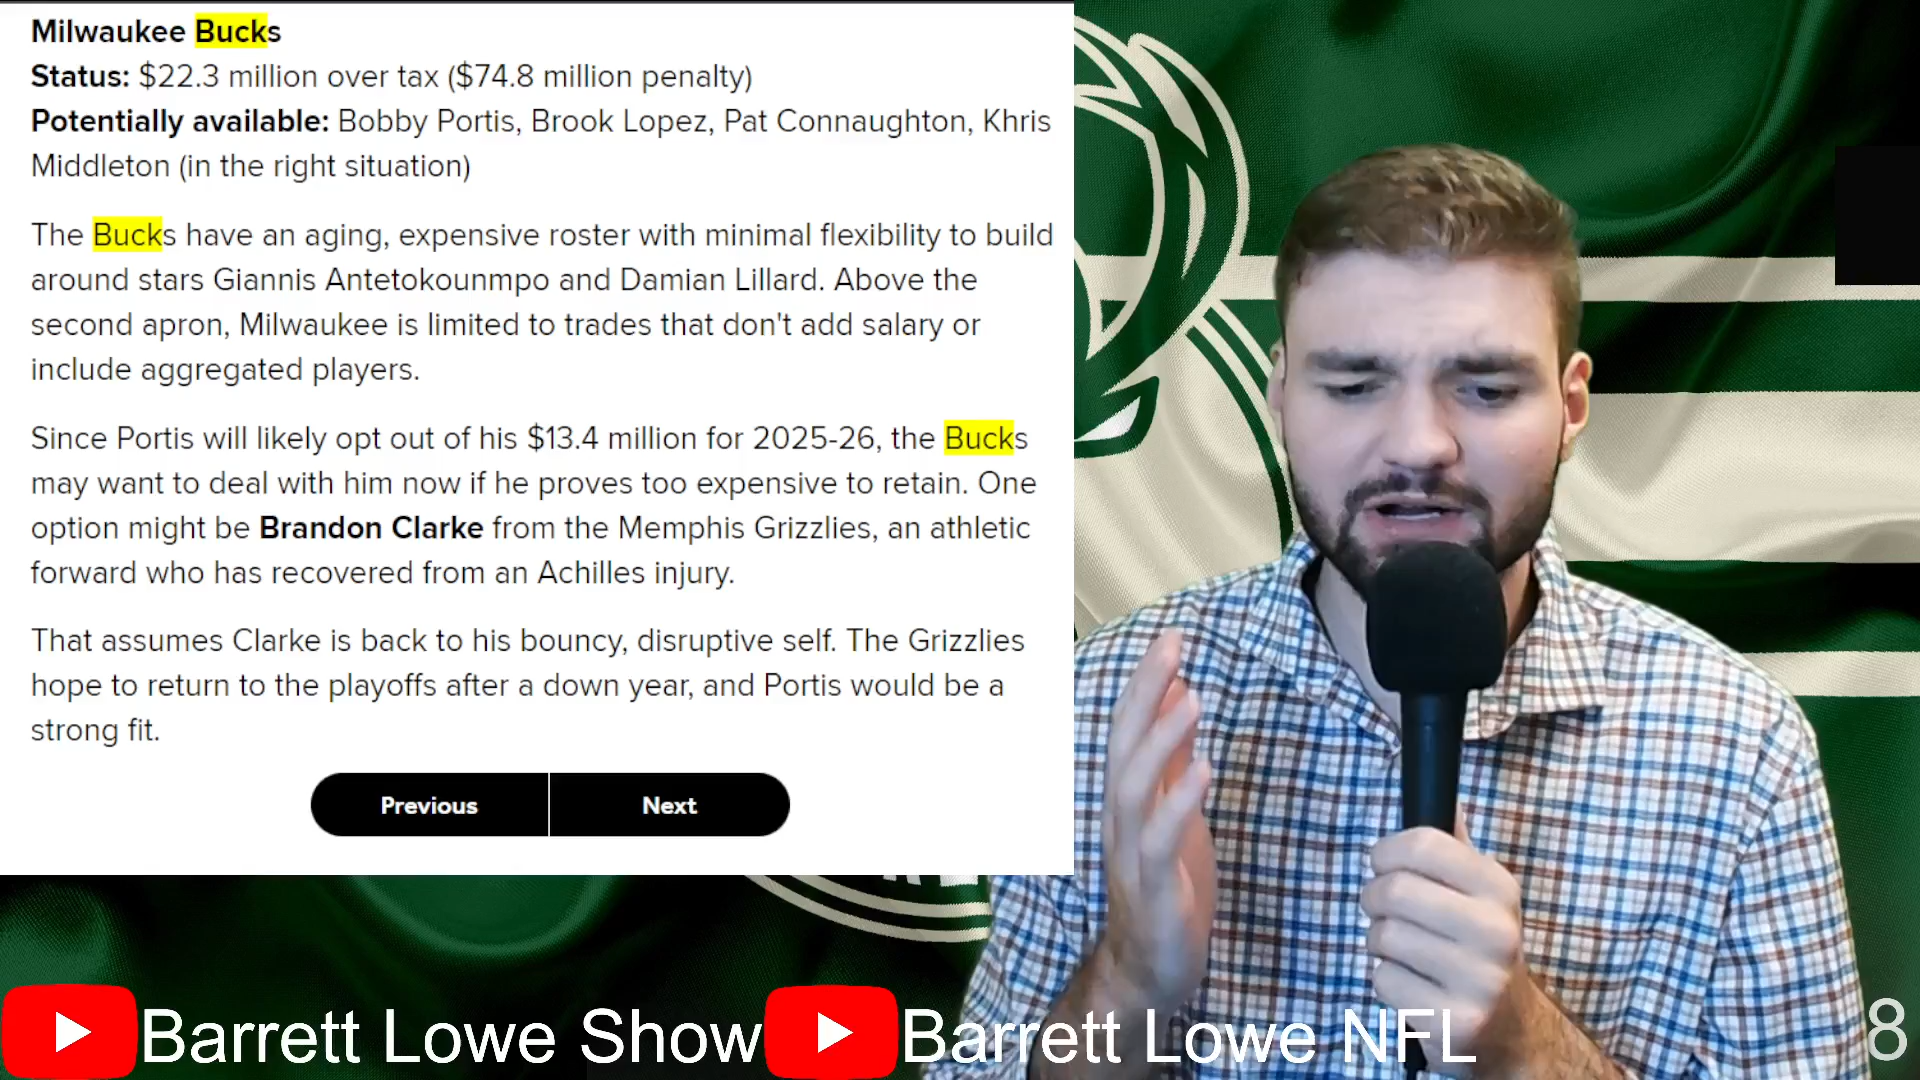 Milwaukee Bucks
Status: $22.3 million over tax ($74.8 million penalty)
Potentially available: Bobby Portis, Brook Lopez, Pat Connaughton, Khris
Middleton (in the right situation)
The Bucks have an aging, expensive roster with minimal flexibility to build
around stars Giannis Antetokounmpo and Damian Lillard. Above the
second apron, Milwaukee is limited to trades that don't add salary or
include aggregated players.
Since Portis will likely opt out of his $13.4 million for 2025-26, the Bucks
may want to deal with him now if he proves too expensive to retain. One
option might be Brandon Clarke from the Memphis Grizzlies, an athletic
forward who has recovered from an Achilles injury.
That assumes Clarke is back to his bouncy, disruptive self. The Grizzlies
hope to return to the playoffs after a down year, and Portis would be a
strong fit.
Previous Next
Barrett Lowe Show Barrett Lowe NFL
8